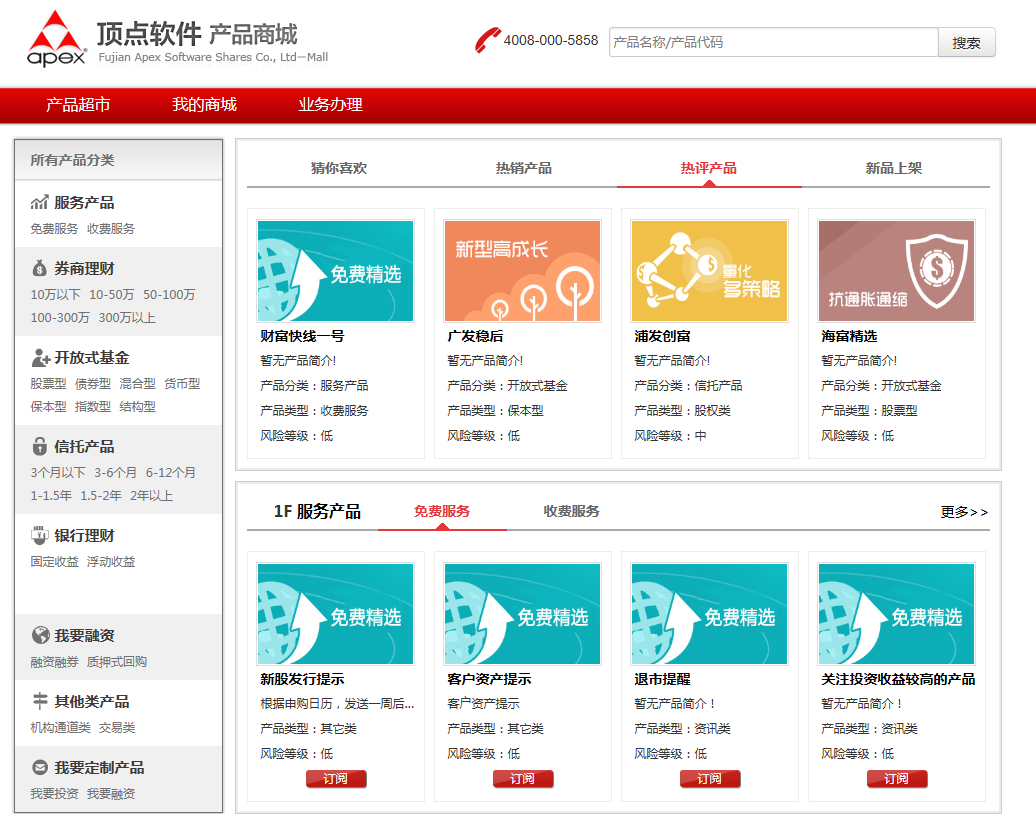 顶点软件 产品商城
apex
Fujian Apex Software Shares Co., Ltd—Mall
4008-000-5858
产品名称/产品代码
搜索
产品超市 我的商城 业务办理
所有产品分类
服务产品
免费服务 收费服务
券商理财
10万以下 10-50万 50-100万
100-300万 300万以上
开放式基金
股票型 债券型 混合型 货币型
保本型 指数型 结构型
信托产品
3个月以下 3-6个月 6-12个月
1-1.5年 1.5-2年 2年以上
银行理财
固定收益 浮动收益
我要融资
融资融券 质押式回购
其他类产品
机构通道类 交易类
我要定制产品
我要投资 我要融资
猜你喜欢 热销产品 热评产品 新品上架
免费精选
财富快线一号
暂无产品简介!
产品分类：服务产品
产品类型：收费服务
风险等级：低
新型高成长
广发稳后
暂无产品简介!
产品分类：开放式基金
产品类型：保本型
风险等级：低
量化
多策略
浦发创富
暂无产品简介!
产品分类：信托产品
产品类型：股权类
风险等级：中
抗通胀通缩
海富精选
暂无产品简介!
产品分类：开放式基金
产品类型：股票型
风险等级：低
1F 服务产品 免费服务 收费服务 更多>>
免费精选
新股发行提示
根据申购日历，发送一周后...
产品类型：其它类
风险等级：低
订阅
免费精选
客户资产提示
客户资产提示
产品类型：其它类
风险等级：低
订阅
免费精选
退市提醒
暂无产品简介！
产品类型：资讯类
风险等级：低
订阅
免费精选
关注投资收益较高的产品
暂无产品简介！
产品类型：资讯类
风险等级：低
订阅